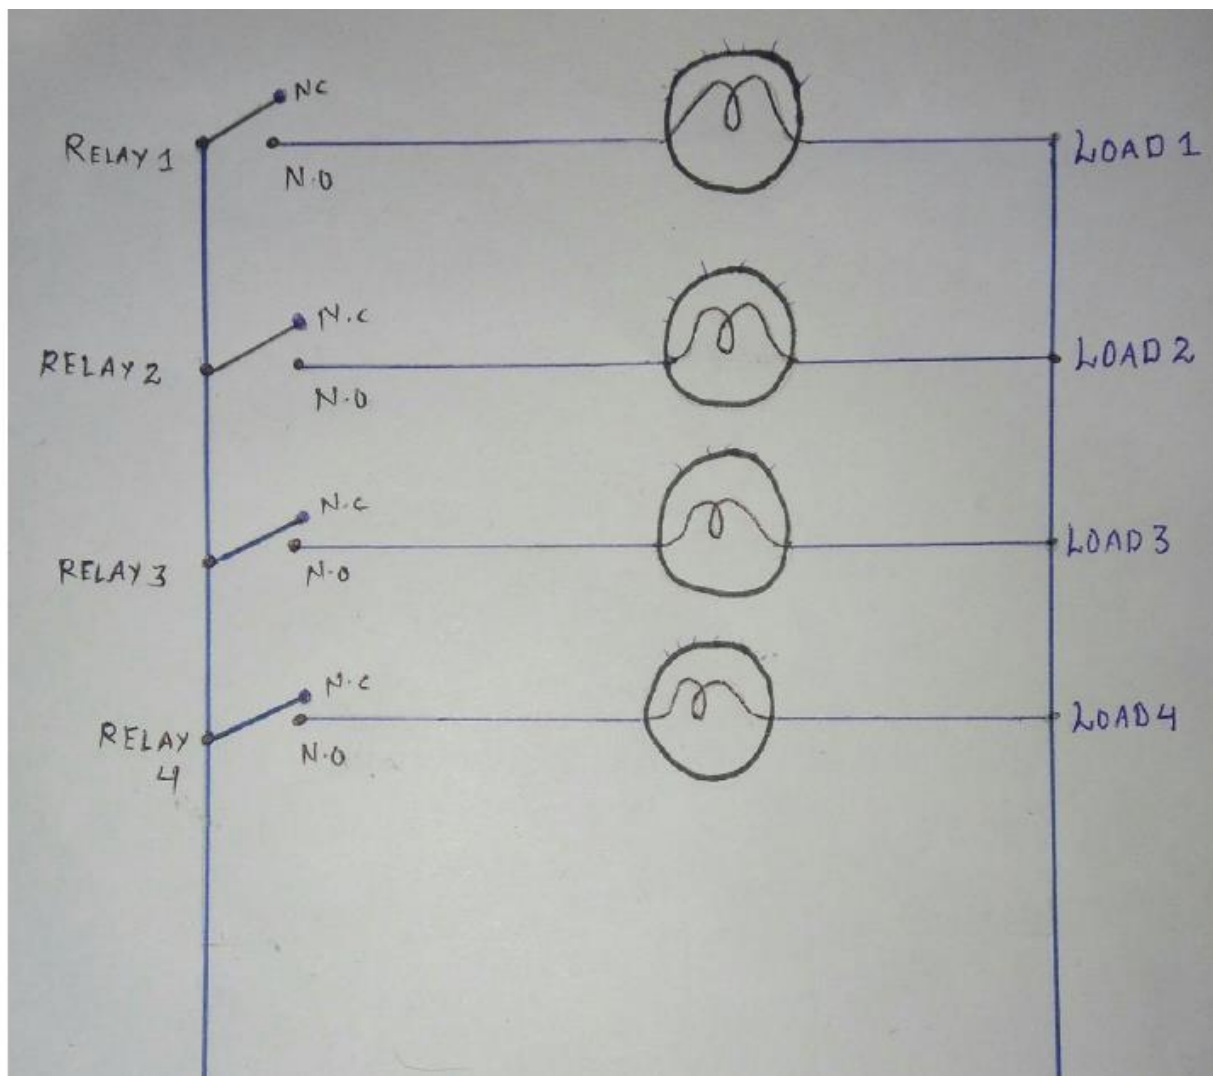 NC
RELAY 1
N.O
LOAD 1
N.C
RELAY 2
N.O
LOAD 2
N.C
RELAY 3
N.O
LOAD 3
N.C
RELAY
4
N.O
LOAD 4